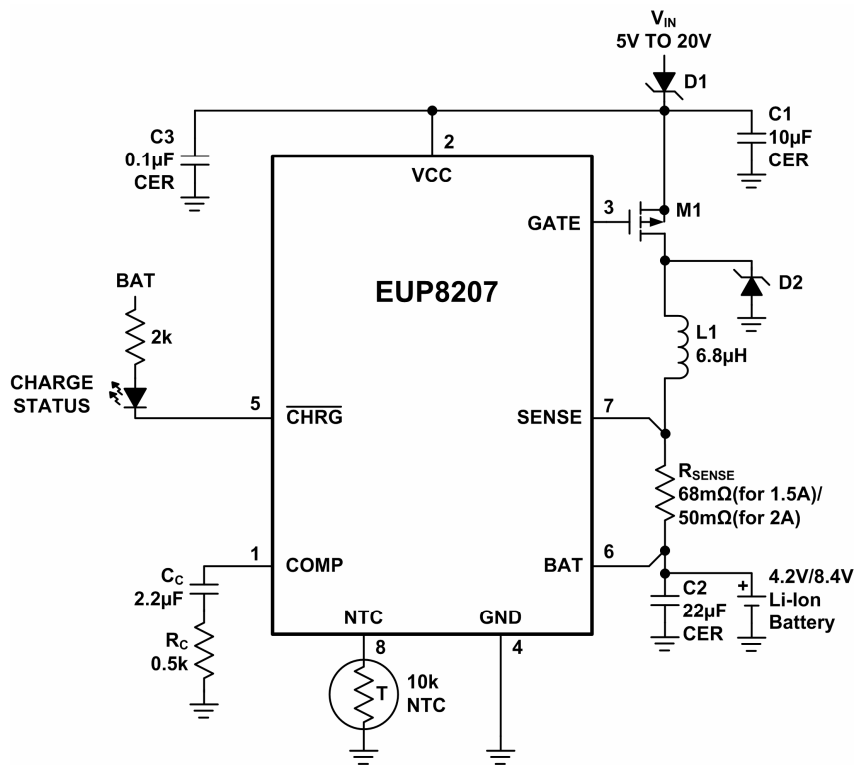 VIN
5V TO 20V
D1
C3
0.1µF
CER
2
VCC
C1
10µF
CER
GATE
3
M1
EUP8207
D2
BAT
2k
L1
6.8µH
CHARGE
STATUS
5
CHRG
SENSE
7
RSENSE
68mΩ(for 1.5A)/
50mΩ(for 2A)
1
COMP
BAT
6
CC
2.2µF
RC
0.5k
C2
22µF
CER
+
4.2V/8.4V
Li-Ion
Battery
NTC
GND
8
4
T
10k
NTC